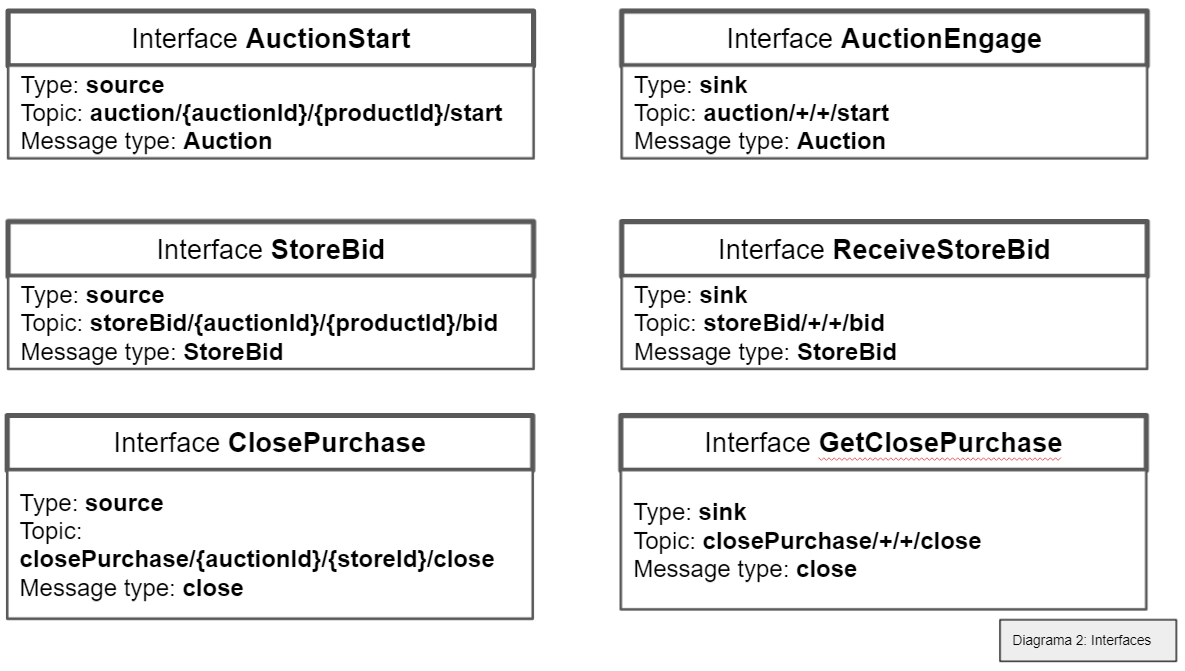 Interface AuctionStart
Type: source
Topic: auction/{auctionId}/{productId}/start
Message type: Auction
Interface AuctionEngage
Type: sink
Topic: auction/+/+/start
Message type: Auction
Interface StoreBid
Type: source
Topic: storeBid/{auctionId}/{productId}/bid
Message type: StoreBid
Interface ReceiveStoreBid
Type: sink
Topic: storeBid/+/+/bid
Message type: StoreBid
Interface ClosePurchase
Type: source
Topic:
closePurchase/{auctionId}/{storeId}/close
Message type: close
Interface GetClosePurchase
Type: sink
Topic: closePurchase/+/+/close
Message type: close
Diagrama 2: Interfaces